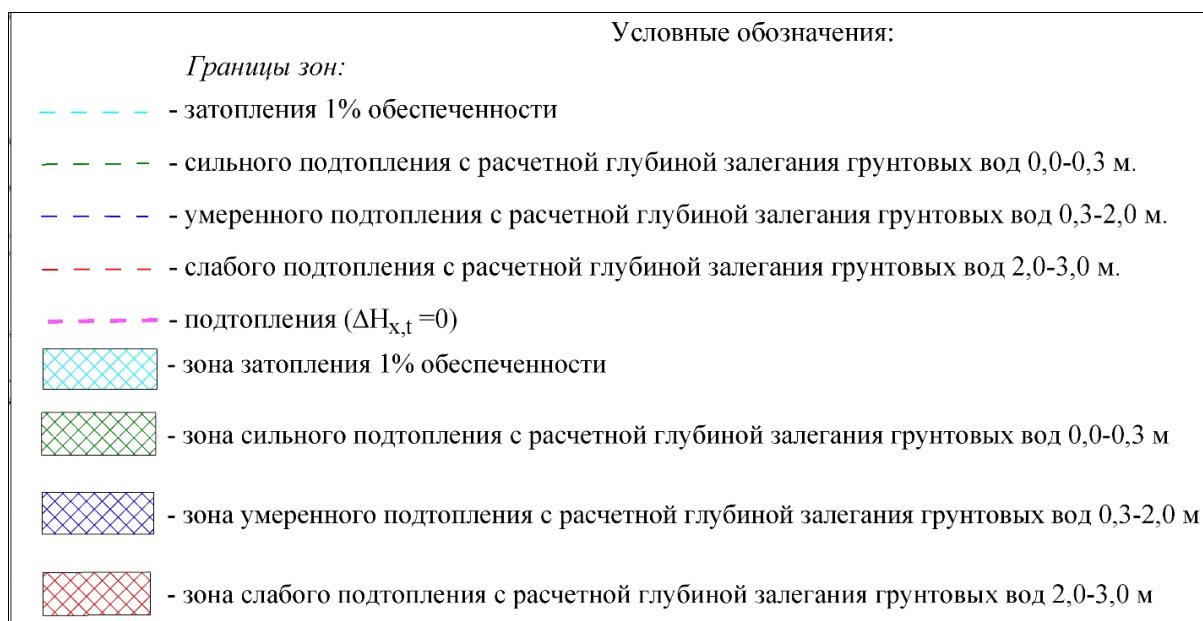 Условные обозначения:
Границы зон:
- затопления 1% обеспеченности
- сильного подтопления с расчетной глубиной залегания грунтовых вод 0,0-0,3 м.
- умеренного подтопления с расчетной глубиной залегания грунтовых вод 0,3-2,0 м.
- слабого подтопления с расчетной глубиной залегания грунтовых вод 2,0-3,0 м.
- подтопления (ΔHx,t =0)
- зона затопления 1% обеспеченности
- зона сильного подтопления с расчетной глубиной залегания грунтовых вод 0,0-0,3 м
- зона умеренного подтопления с расчетной глубиной залегания грунтовых вод 0,3-2,0 м
- зона слабого подтопления с расчетной глубиной залегания грунтовых вод 2,0-3,0 м